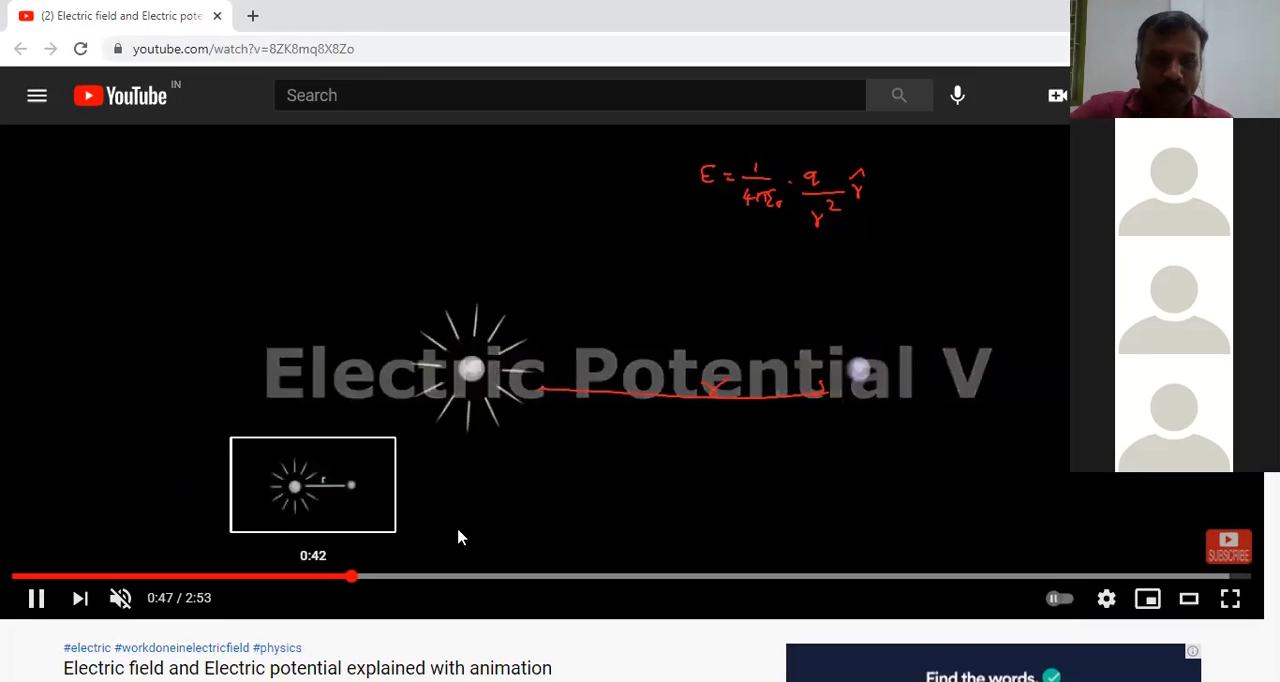 (2) Electric field and Electric pote
youtube.com/watch?v=8ZK8mq8X8Zo
YouTube IN
Search
E = 1/4πε₀ · q/r² r̂
Electric Potential V
r
r
0:42
SUBSCRIBE
0:47 / 2:53
#electric #workdoneinelectricfield #physics
Electric field and Electric potential explained with animation
Find the words.